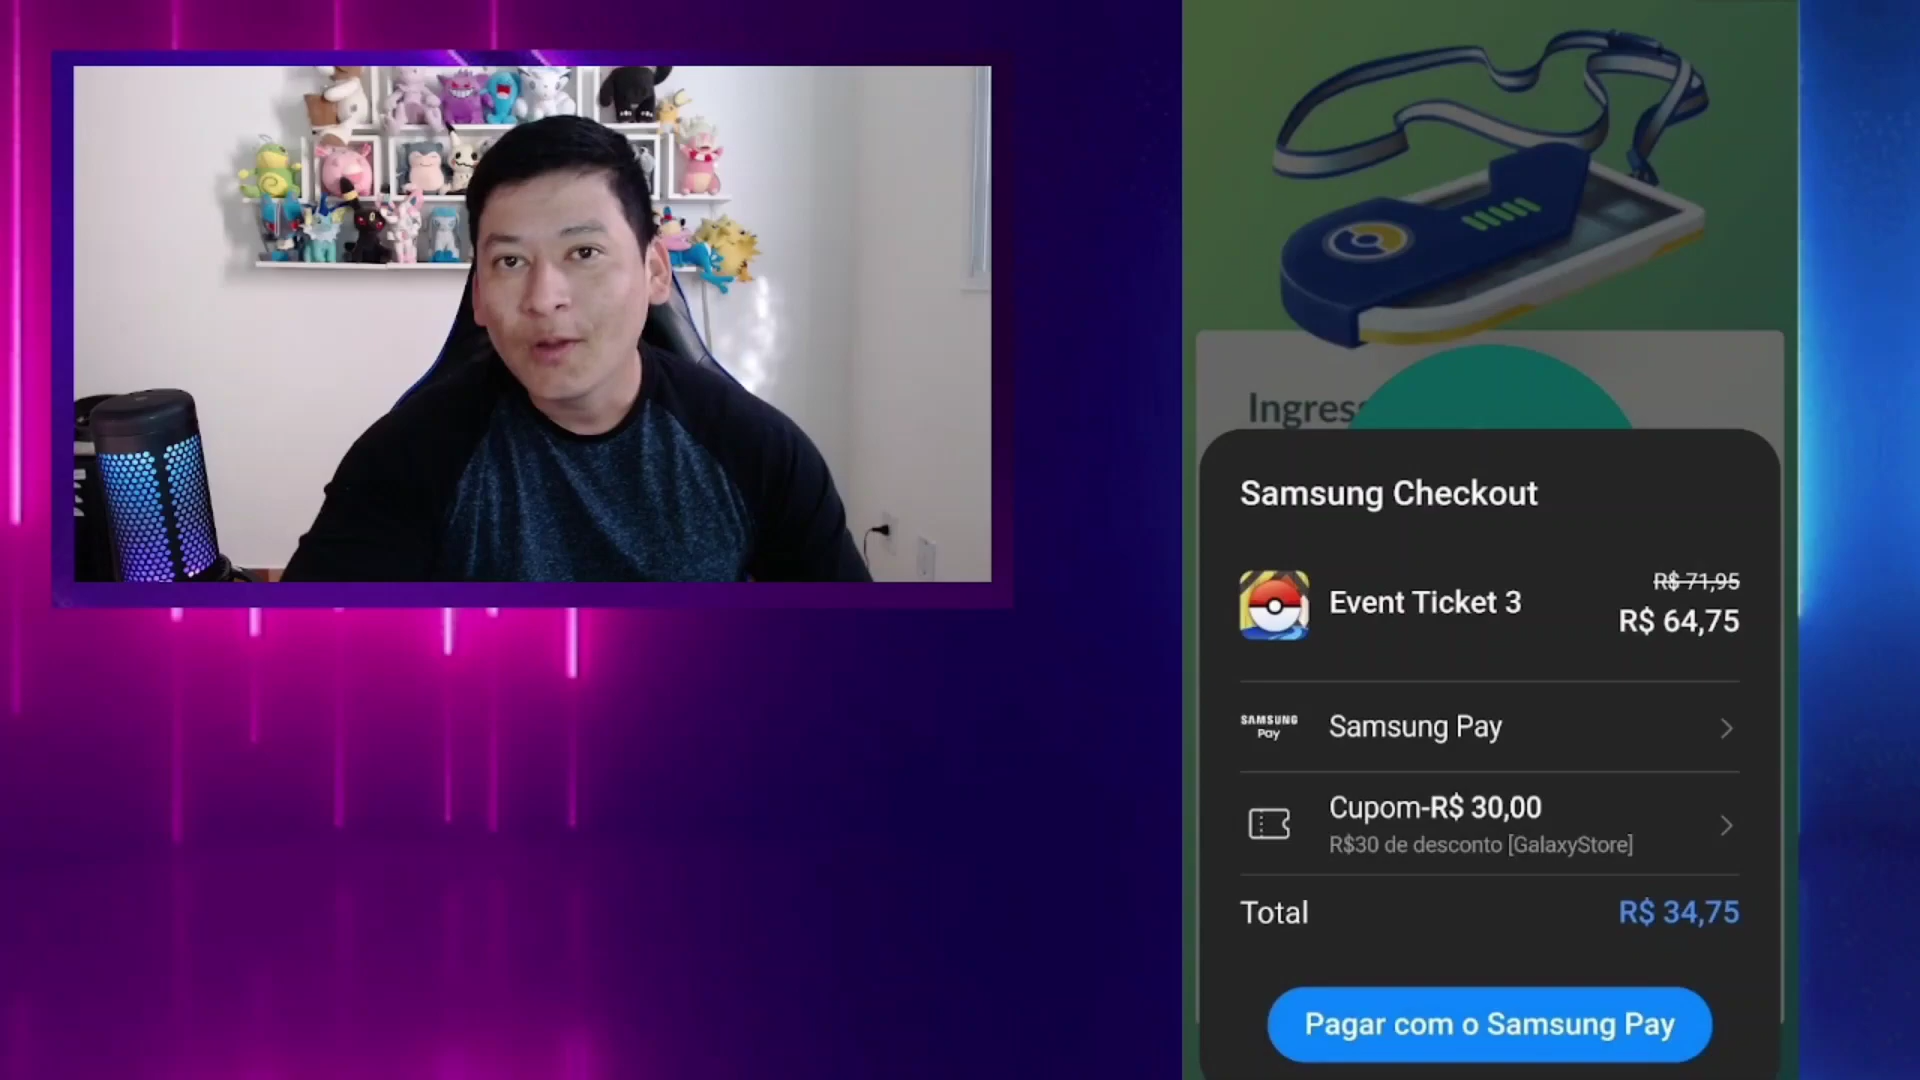 Ingress
Samsung Checkout
R$ 71,95
Event Ticket 3
R$ 64,75
SAMSUNG
Pay
Samsung Pay
Cupom-R$ 30,00
R$30 de desconto [GalaxyStore]
Total
R$ 34,75
Pagar com o Samsung Pay